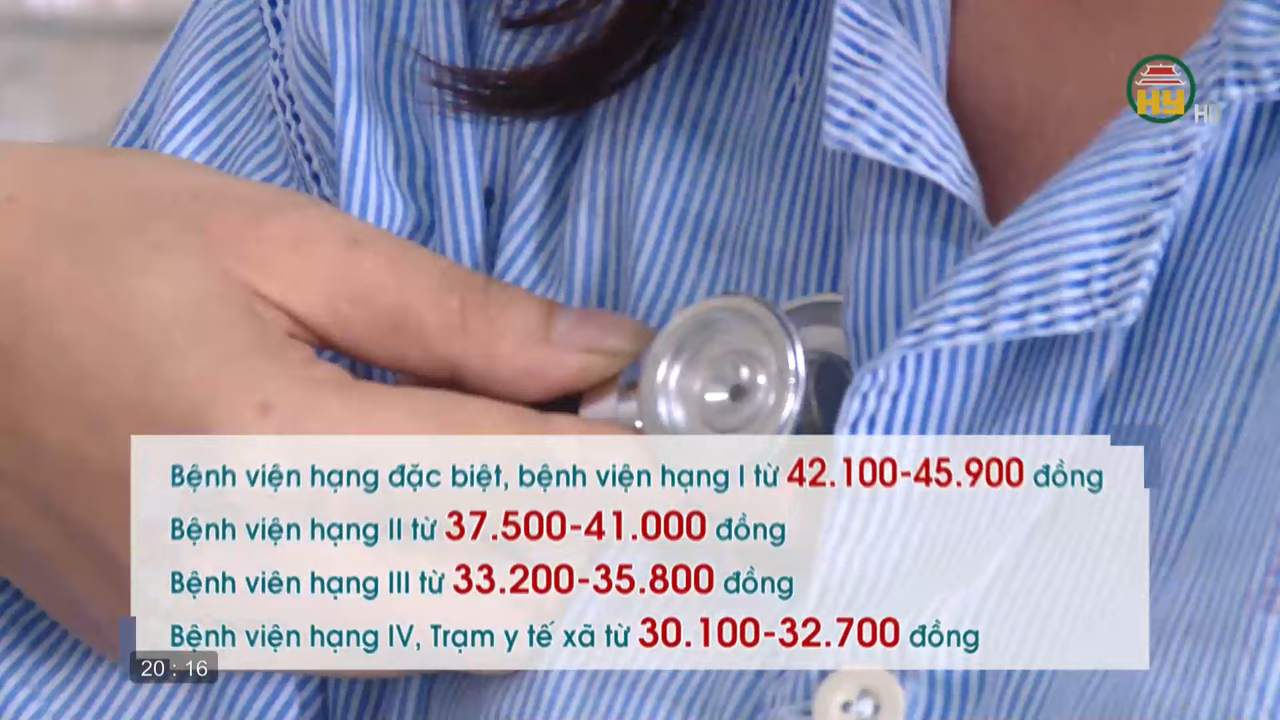 HY
HD
Bệnh viện hạng đặc biệt, bệnh viện hạng I từ 42.100-45.900 đồng
Bệnh viện hạng II từ 37.500-41.000 đồng
Bệnh viên hạng III từ 33.200-35.800 đồng
Bệnh viện hạng IV, Trạm y tế xã từ 30.100-32.700 đồng
20 : 16